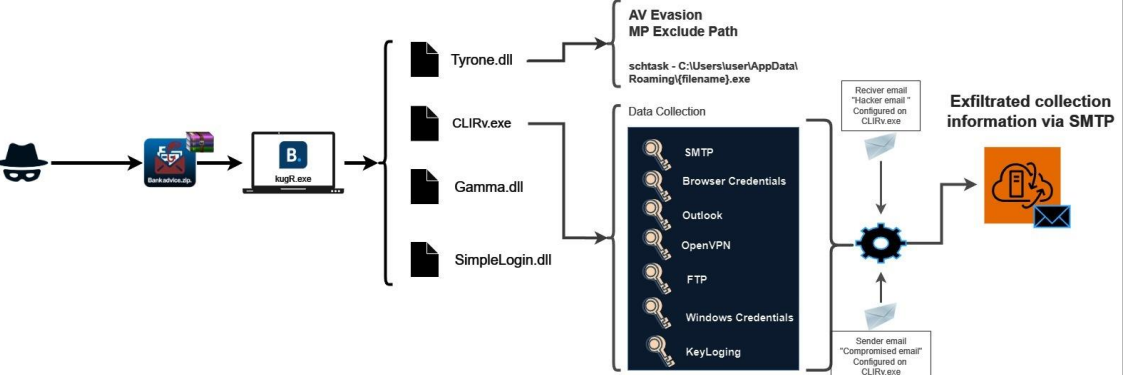 Bank advice.zip.
B.
kugR.exe
Tyrone.dll
CLIRv.exe
Gamma.dll
SimpleLogin.dll
AV Evasion
MP Exclude Path
schtask - C:\Users\user\AppData\
Roaming\{filename}.exe
Data Collection
SMTP
Browser Credentials
Outlook
OpenVPN
FTP
Windows Credentials
KeyLoging
Reciver email
"Hacker email "
Configured on
CLIRv.exe
Sender email
"Compromised email"
Configured on
CLIRv.exe
Exfiltrated collection
information via SMTP